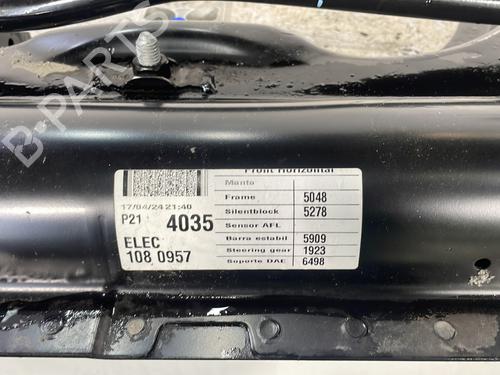 B-PARTS
Front Horizontal
Manto
Frame 5048
Silentblock 5278
Sensor AFL
Barra estabil 5909
Steering gear 1923
Soporte DAE 6498
17/04/24 21:40
P21 4035
ELEC
108 0957